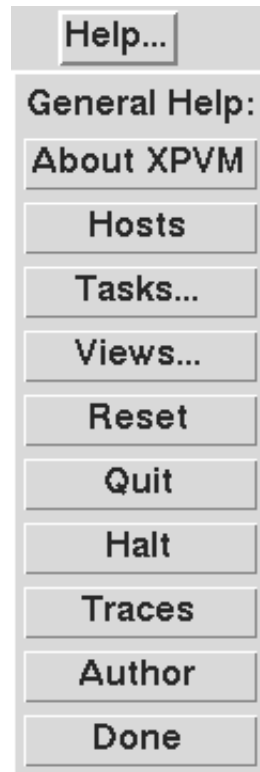 Help...
General Help:
About XPVM
Hosts
Tasks...
Views...
Reset
Quit
Halt
Traces
Author
Done